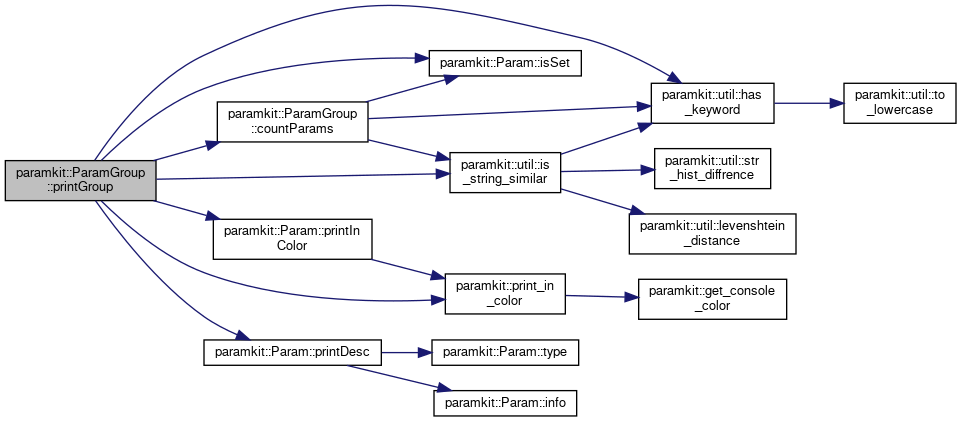 paramkit::ParamGroup
::printGroup
paramkit::ParamGroup
::countParams
paramkit::Param::printIn
Color
paramkit::Param::printDesc
paramkit::Param::isSet
paramkit::util::is
_string_similar
paramkit::print_in
_color
paramkit::Param::type
paramkit::Param::info
paramkit::util::has
_keyword
paramkit::util::str
_hist_diffrence
paramkit::util::levenshtein
_distance
paramkit::get_console
_color
paramkit::util::to
_lowercase